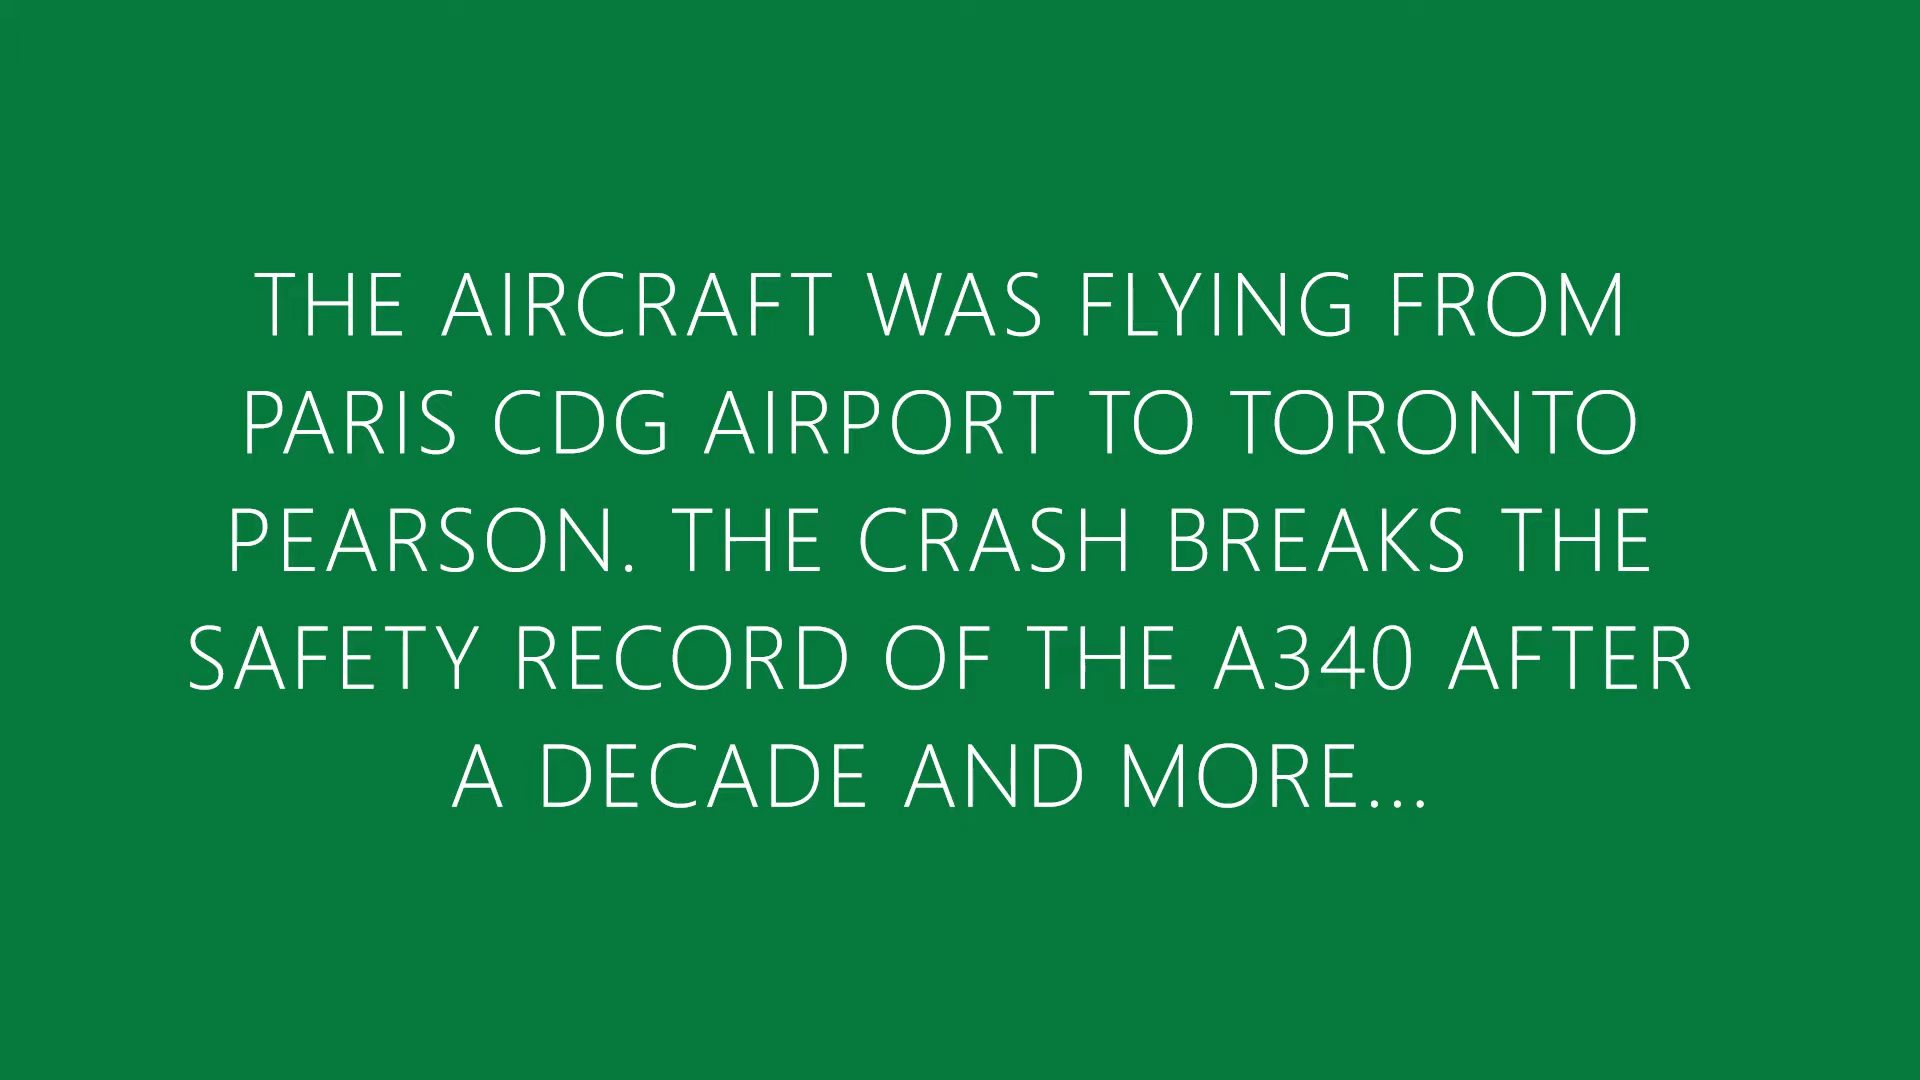 THE AIRCRAFT WAS FLYING FROM
PARIS CDG AIRPORT TO TORONTO
PEARSON. THE CRASH BREAKS THE
SAFETY RECORD OF THE A340 AFTER
A DECADE AND MORE...